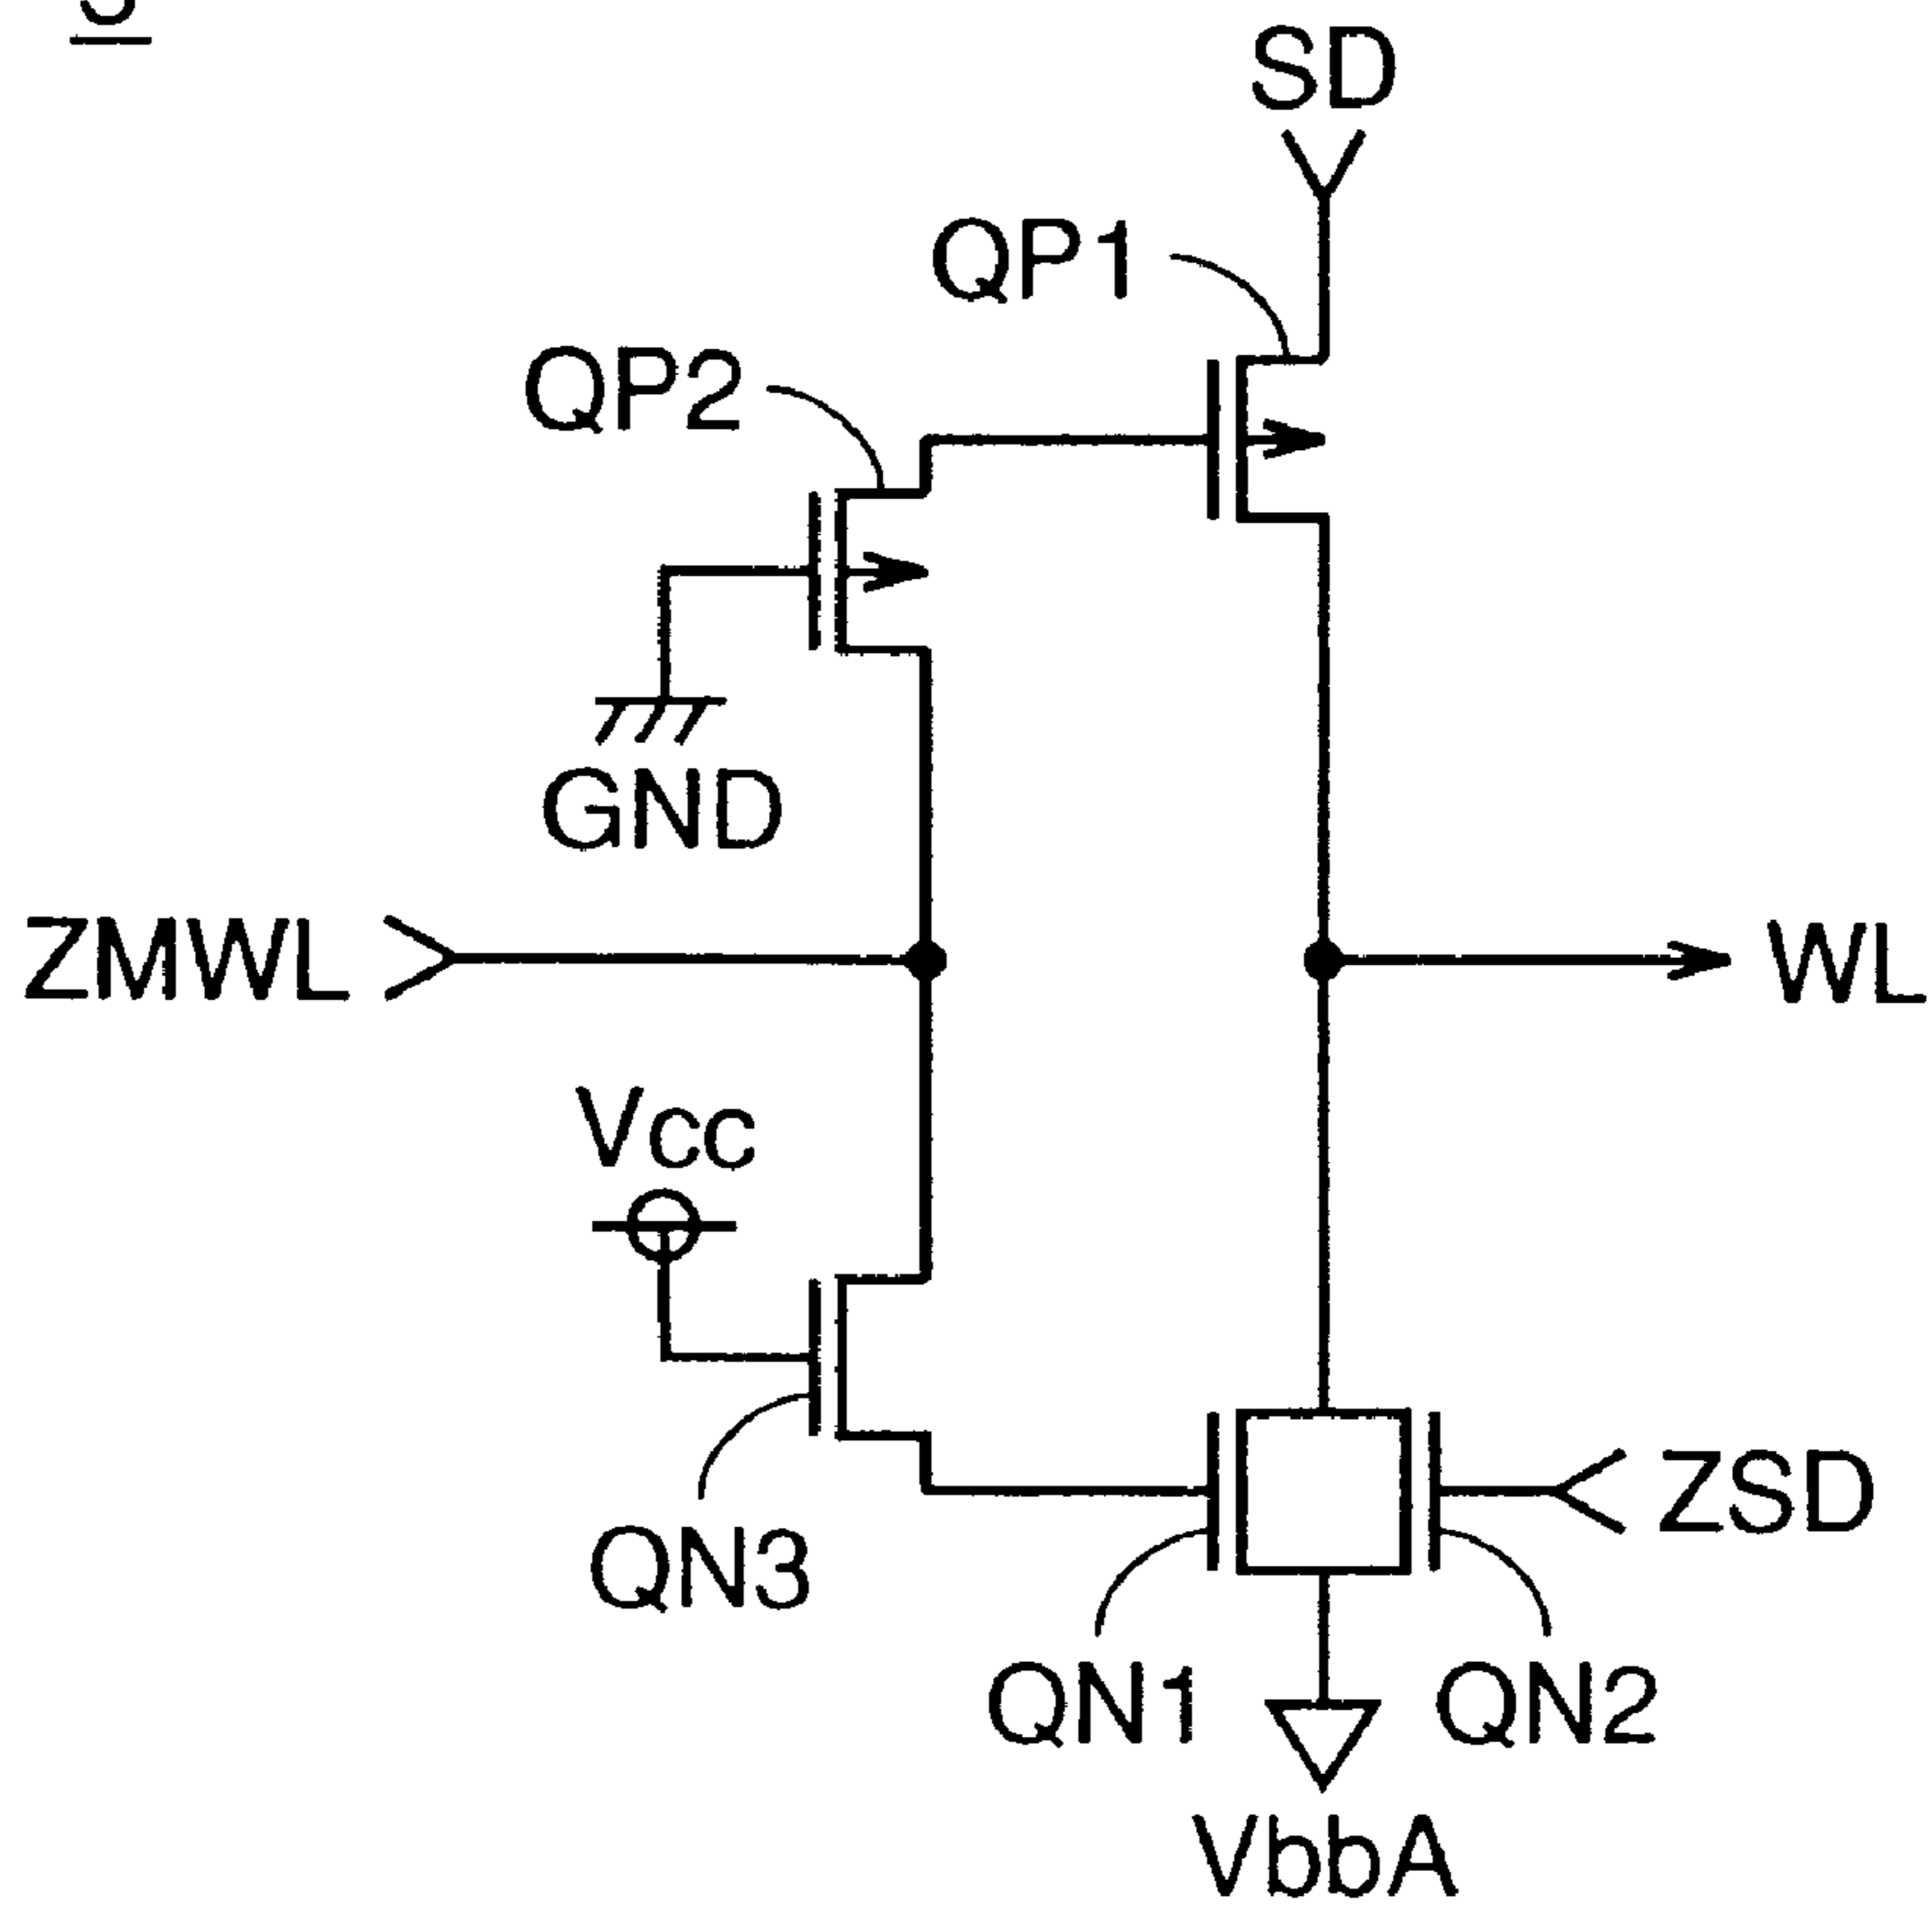 SD
QP1
QP2
GND
ZMWL
WL
Vcc
ZSD
QN3
QN1
QN2
VbbA